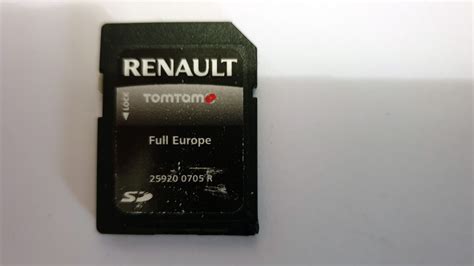 RENAULT
LOCK
TOMTOM
Full Europe
25920 0705 R
SD